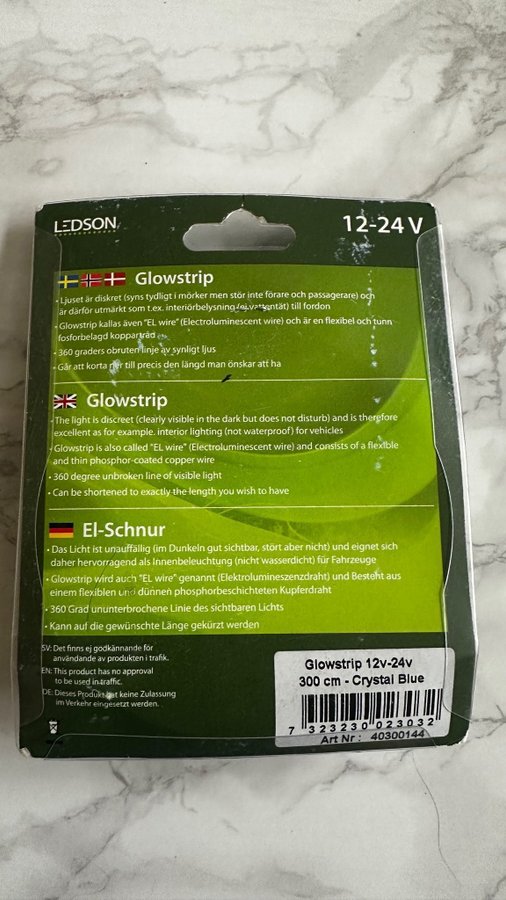 LEDSON
12-24 V
Glowstrip
• Ljuset är diskret (syns tydligt i mörker men stör inte förare och passagerare) och
är därför utmärkt som t.ex. interiörbelysning (ej vattentät) till fordon
• Glowstrip kallas även "EL wire" (Electroluminescent wire) och är en flexibel och tunn
fosforbelagd koppartråd
• 360 graders obruten linje av synligt ljus
• Går att korta ner till precis den längd man önskar att ha
Glowstrip
• The light is discreet (clearly visible in the dark but does not disturb) and is therefore
excellent as for example. interior lighting (not waterproof) for vehicles
• Glowstrip is also called "EL wire" (Electroluminescent wire) and consists of a flexible
and thin phosphor-coated copper wire
• 360 degree unbroken line of visible light
• Can be shortened to exactly the length you wish to have
El-Schnur
• Das Licht ist unauffällig (im Dunkeln gut sichtbar, stört aber nicht) und eignet sich
daher hervorragend als Innenbeleuchtung (nicht wasserdicht) für Fahrzeuge
• Glowstrip wird auch "EL wire" genannt (Elektrolumineszenzdraht) und Besteht aus
einem flexiblen und dünnen phosphorbeschichteten Kupferdraht
• 360 Grad ununterbrochene Linie des sichtbaren Lichts
• Kann auf die gewünschte Länge gekürzt werden
SV: Det finns ej godkännande för
användande av produkten i trafik.
EN: This product has no approval
to be used in traffic.
DE: Dieses Produkt hat keine Zulassung
im Verkehr eingesetzt werden.
Glowstrip 12v-24v
300 cm - Crystal Blue
7 323230 023032
Art Nr : 40300144